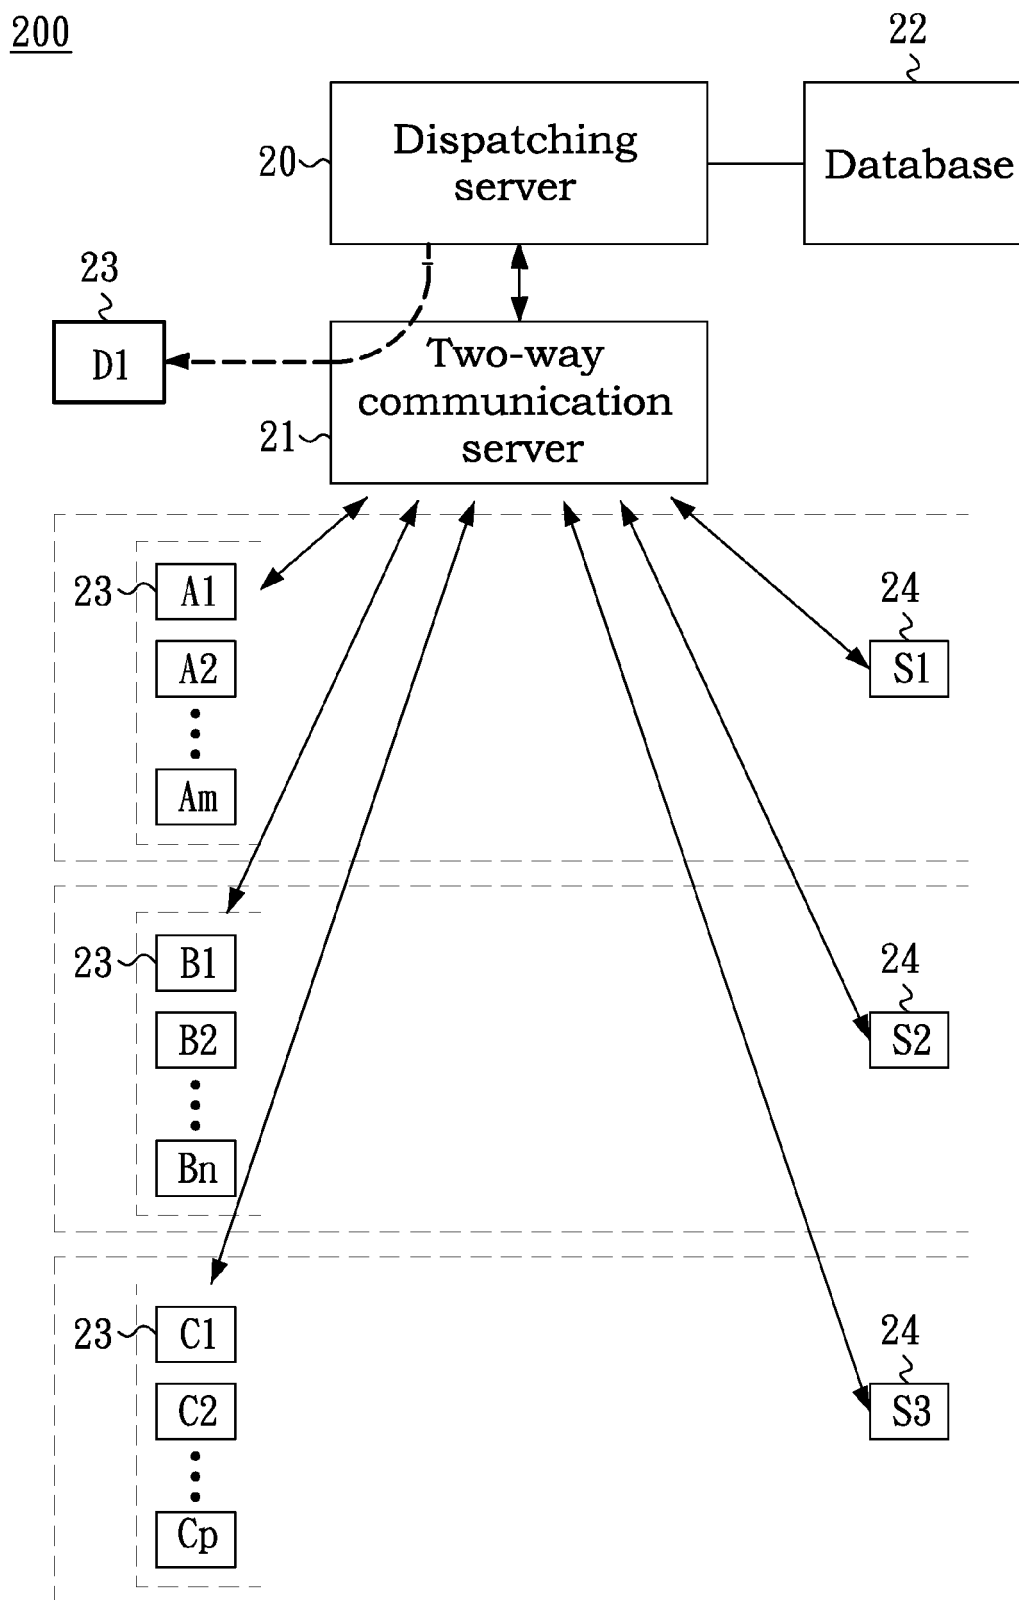 200
22
Dispatching
server
20
Database
23
D1
Two-way
communication
server
21
23
A1
24
A2
S1
Am
23
B1
24
B2
S2
Bn
23
C1
24
C2
S3
Cp